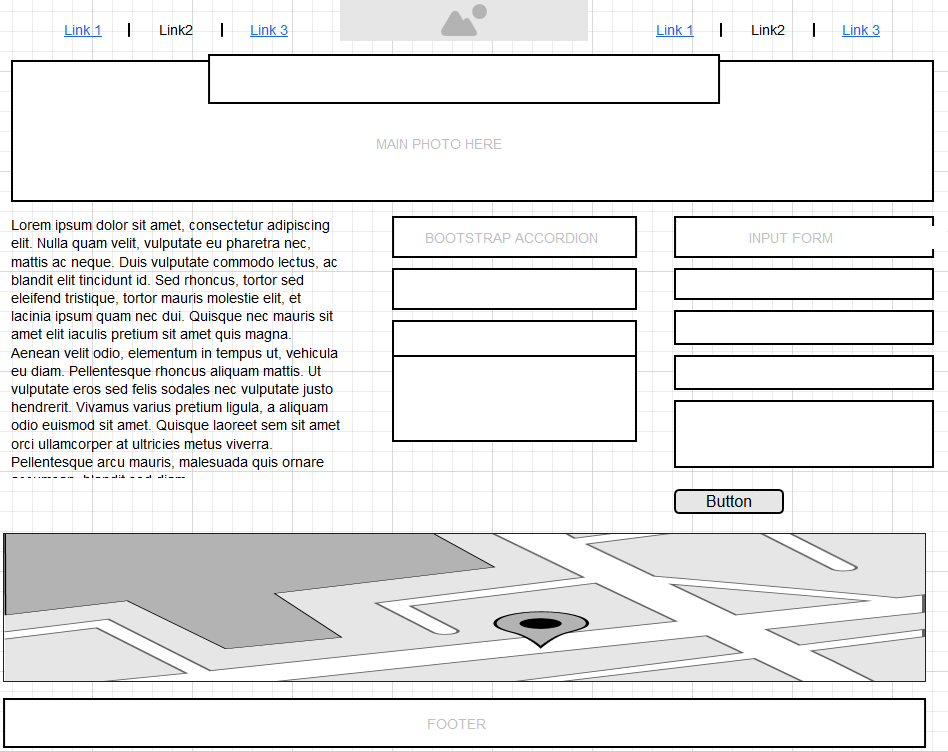 Link 1 Link2 Link 3 Link 1 Link2 Link 3
MAIN PHOTO HERE
Lorem ipsum dolor sit amet, consectetur adipiscing
elit. Nulla quam velit, vulputate eu pharetra nec,
mattis ac neque. Duis vulputate commodo lectus, ac
blandit elit tincidunt id. Sed rhoncus, tortor sed
eleifend tristique, tortor mauris molestie elit, et
lacinia ipsum quam nec dui. Quisque nec mauris sit
amet elit iaculis pretium sit amet quis magna.
Aenean velit odio, elementum in tempus ut, vehicula
eu diam. Pellentesque rhoncus aliquam mattis. Ut
vulputate eros sed felis sodales nec vulputate justo
hendrerit. Vivamus varius pretium ligula, a aliquam
odio euismod sit amet. Quisque laoreet sem sit amet
orci ullamcorper at ultricies metus viverra.
Pellentesque arcu mauris, malesuada quis ornare
BOOTSTRAP ACCORDION
INPUT FORM
Button
FOOTER